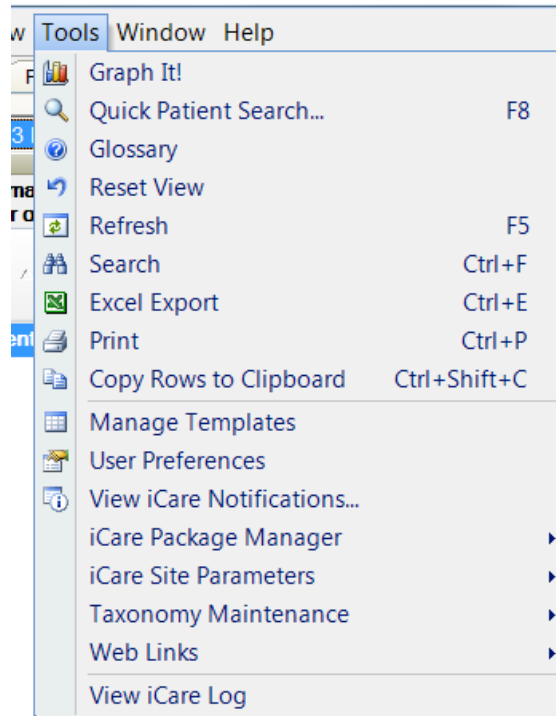 w Tools Window Help
Graph It!
Quick Patient Search... F8
Glossary
Reset View
Refresh F5
Search Ctrl+F
Excel Export Ctrl+E
Print Ctrl+P
Copy Rows to Clipboard Ctrl+Shift+C
Manage Templates
User Preferences
View iCare Notifications...
iCare Package Manager
iCare Site Parameters
Taxonomy Maintenance
Web Links
View iCare Log